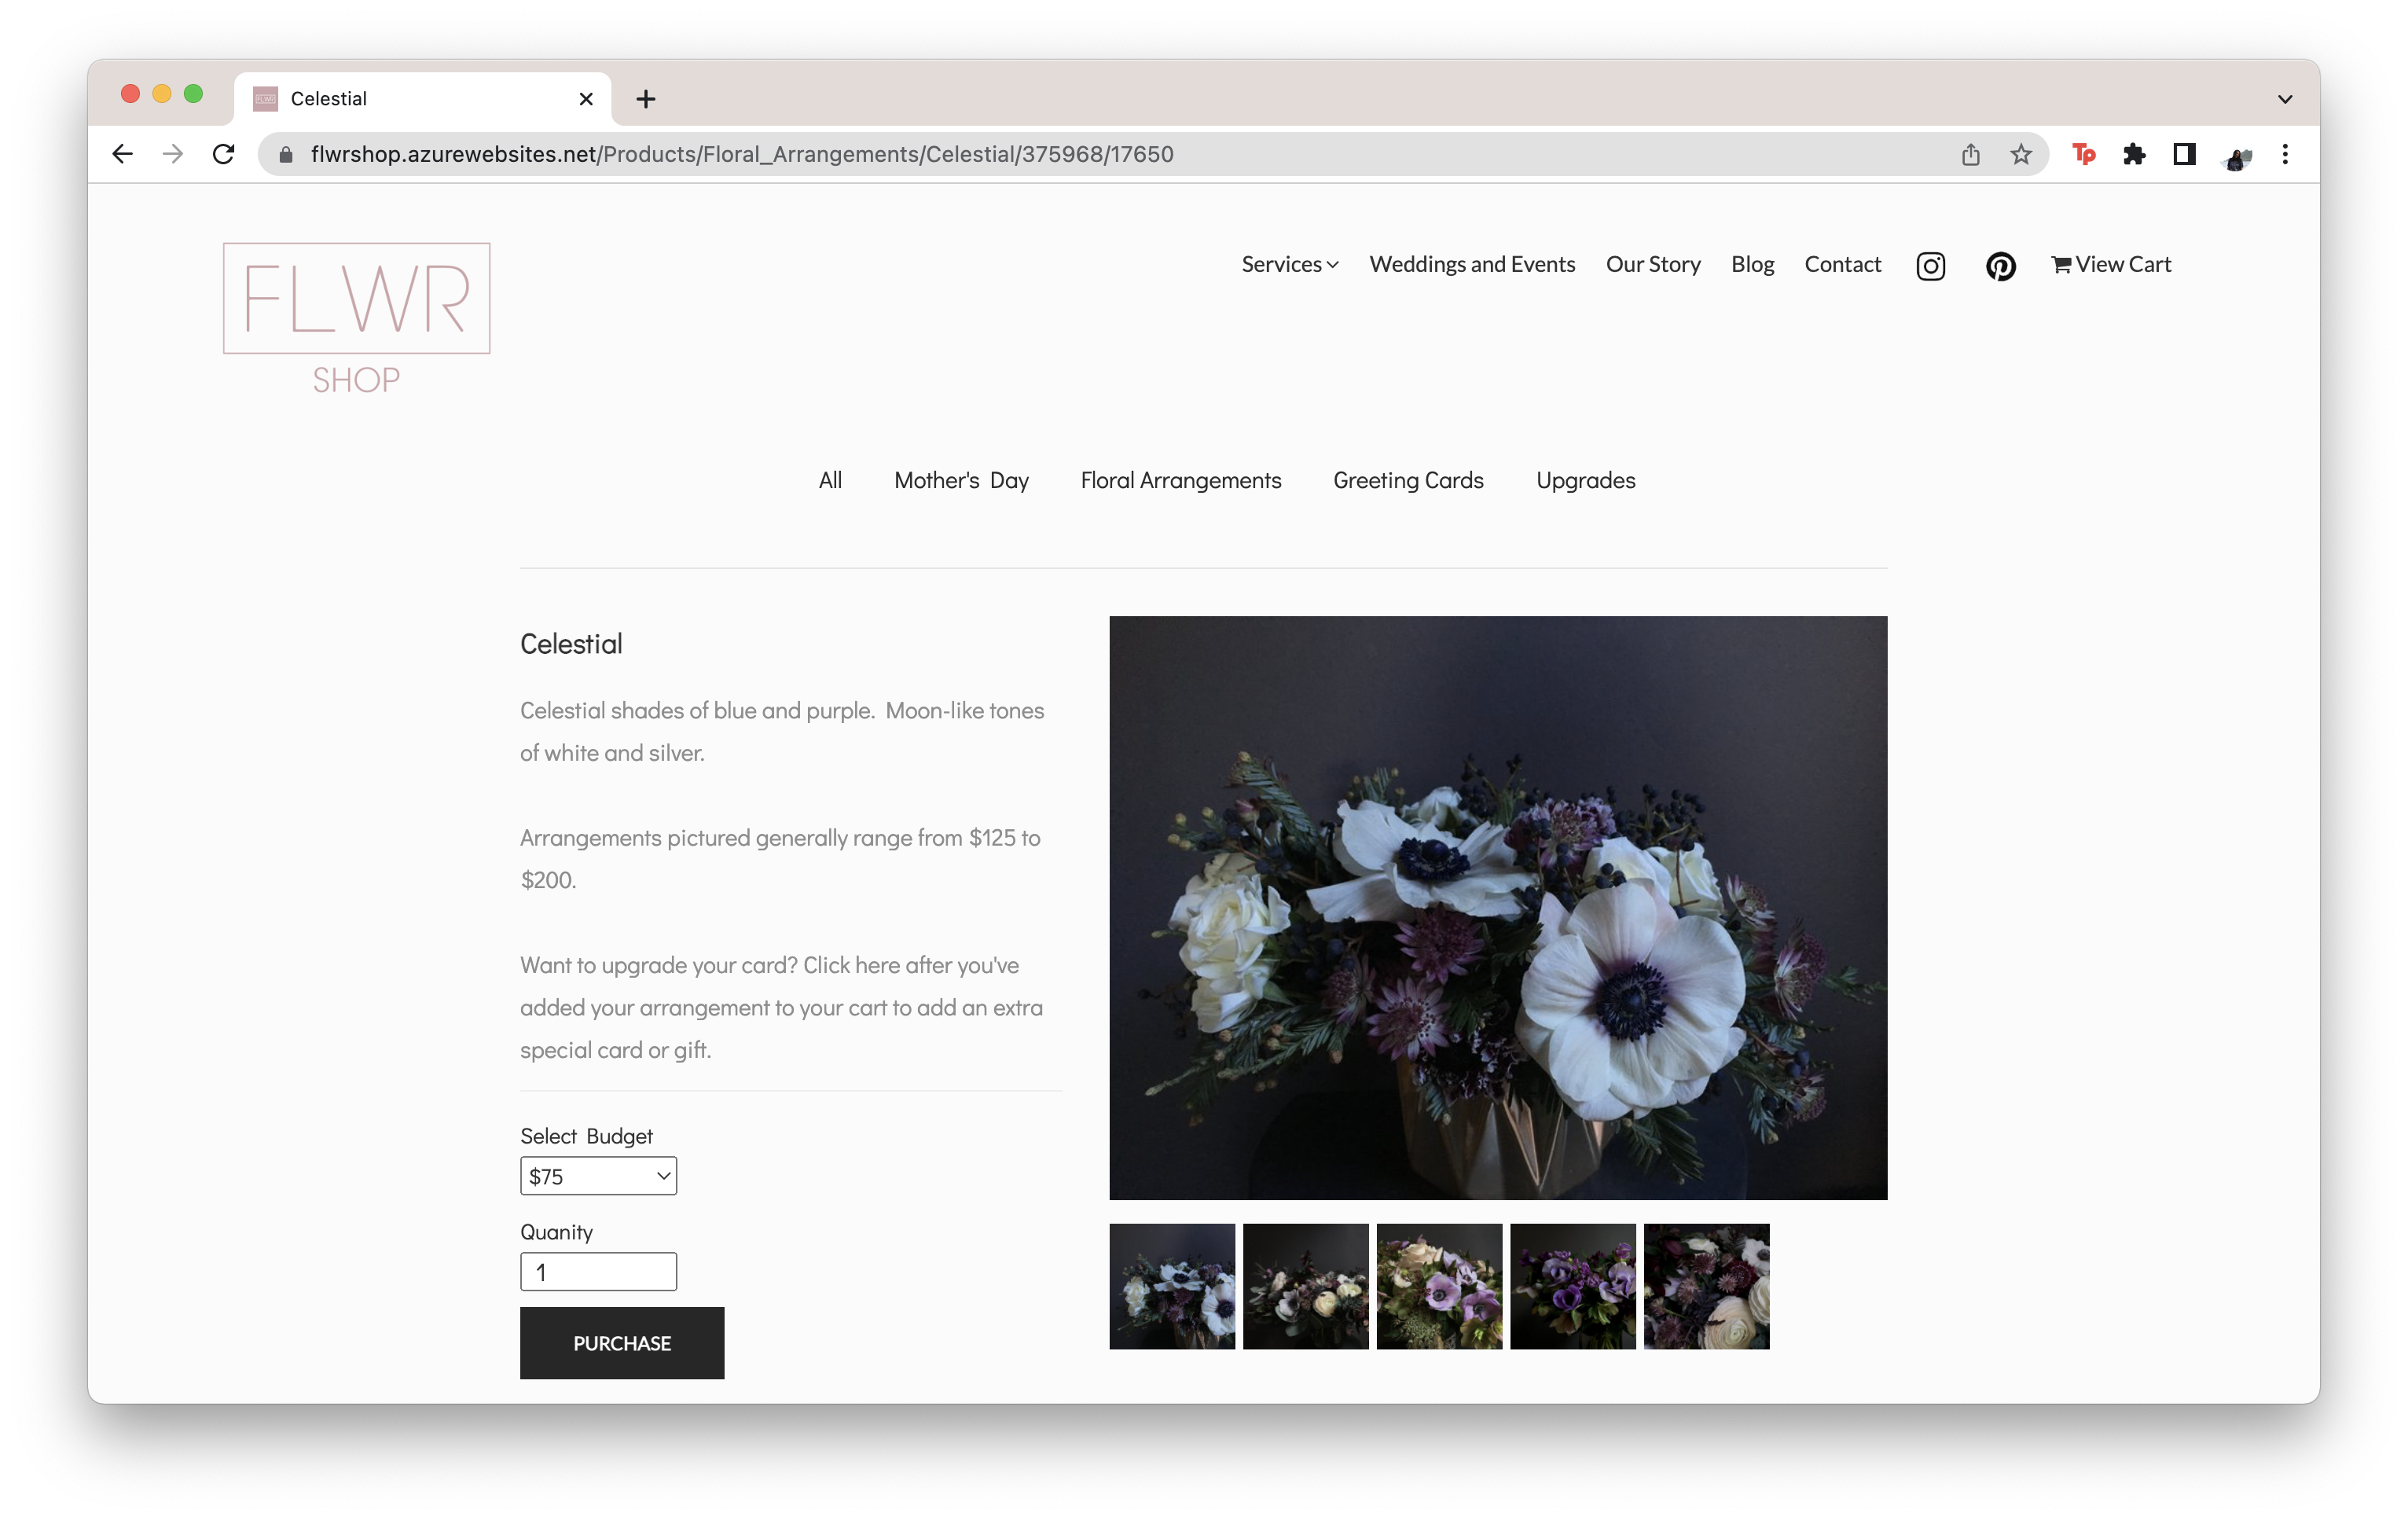 Celestial
flwrshop.azurewebsites.net/Products/Floral_Arrangements/Celestial/375968/17650
Tp
FLWR
SHOP
Services Weddings and Events Our Story Blog Contact View Cart
All Mother's Day Floral Arrangements Greeting Cards Upgrades
Celestial
Celestial shades of blue and purple. Moon-like tones
of white and silver.
Arrangements pictured generally range from $125 to
$200.
Want to upgrade your card? Click here after you've
added your arrangement to your cart to add an extra
special card or gift.
Select Budget
$75
Quanity
1
PURCHASE